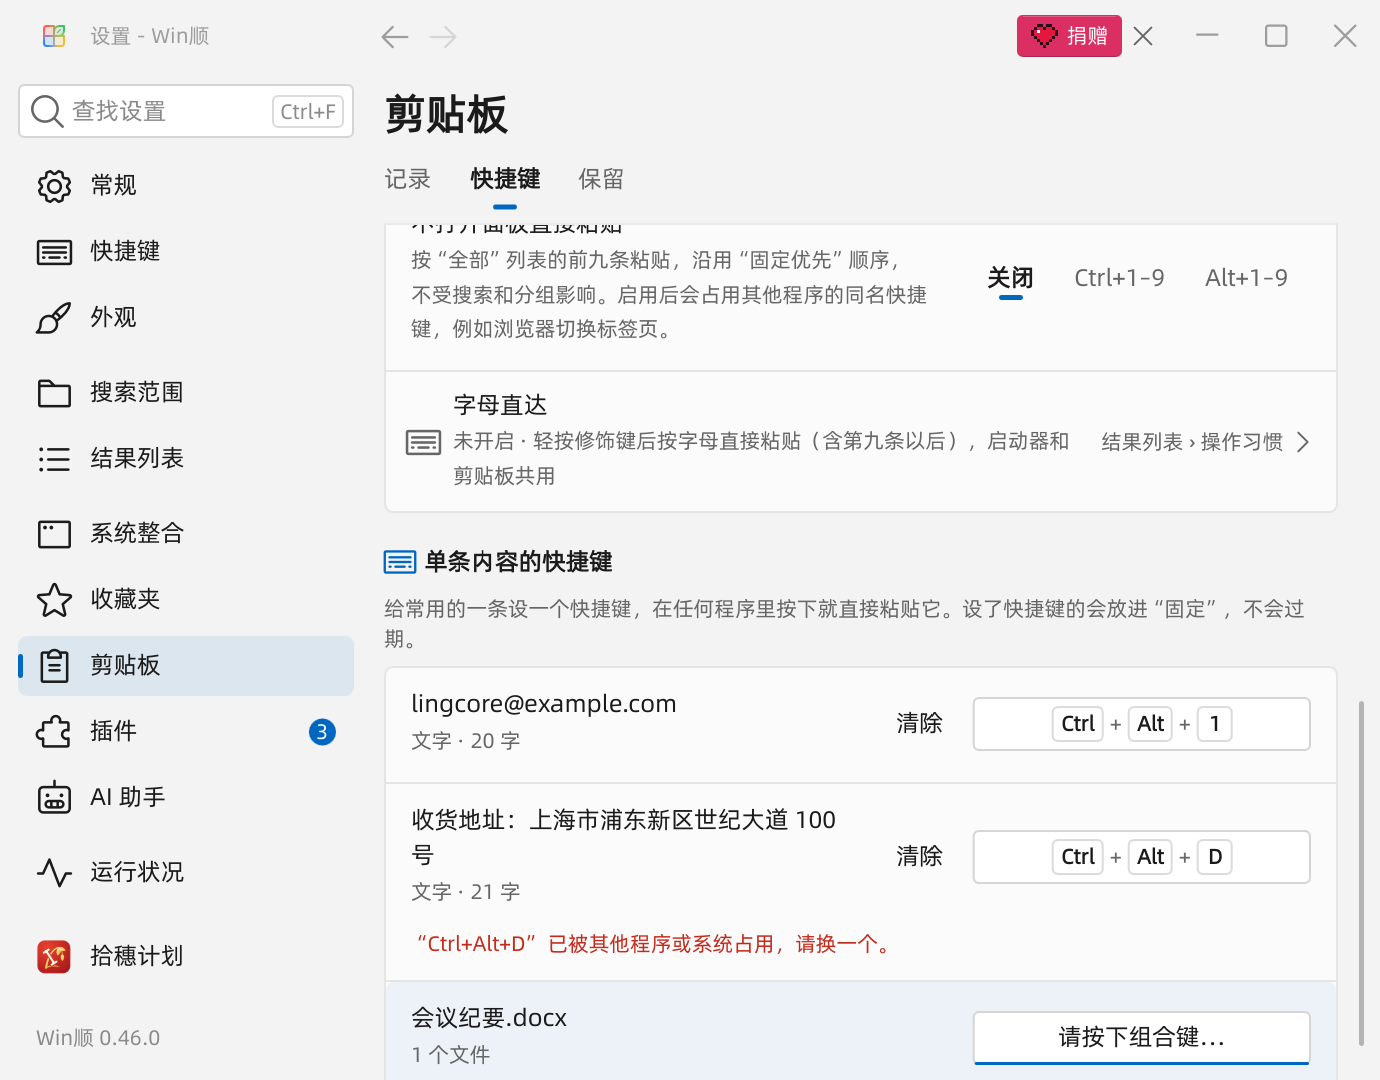 设置 - Win顺
捐赠
查找设置
Ctrl+F
常规
快捷键
外观
搜索范围
结果列表
系统整合
收藏夹
剪贴板
插件
3
AI 助手
运行状况
拾穗计划
Win顺 0.46.0
剪贴板
记录
快捷键
保留
不打开面板直接粘贴
按 “全部” 列表的前九条粘贴，沿用 “固定优先” 顺序，
不受搜索和分组影响。启用后会占用其他程序的同名快捷
键，例如浏览器切换标签页。
关闭
Ctrl+1-9
Alt+1-9
字母直达
未开启 · 轻按修饰键后按字母直接粘贴（含第九条以后），启动器和
剪贴板共用
结果列表 › 操作习惯
单条内容的快捷键
给常用的一条设一个快捷键，在任何程序里按下就直接粘贴它。设了快捷键的会放进 “固定” ，不会过
期。
lingcore@example.com
文字 · 20 字
清除
Ctrl + Alt + 1
收货地址：上海市浦东新区世纪大道 100
号
文字 · 21 字
清除
Ctrl + Alt + D
“Ctrl+Alt+D” 已被其他程序或系统占用，请换一个。
会议纪要.docx
1 个文件
请按下组合键…